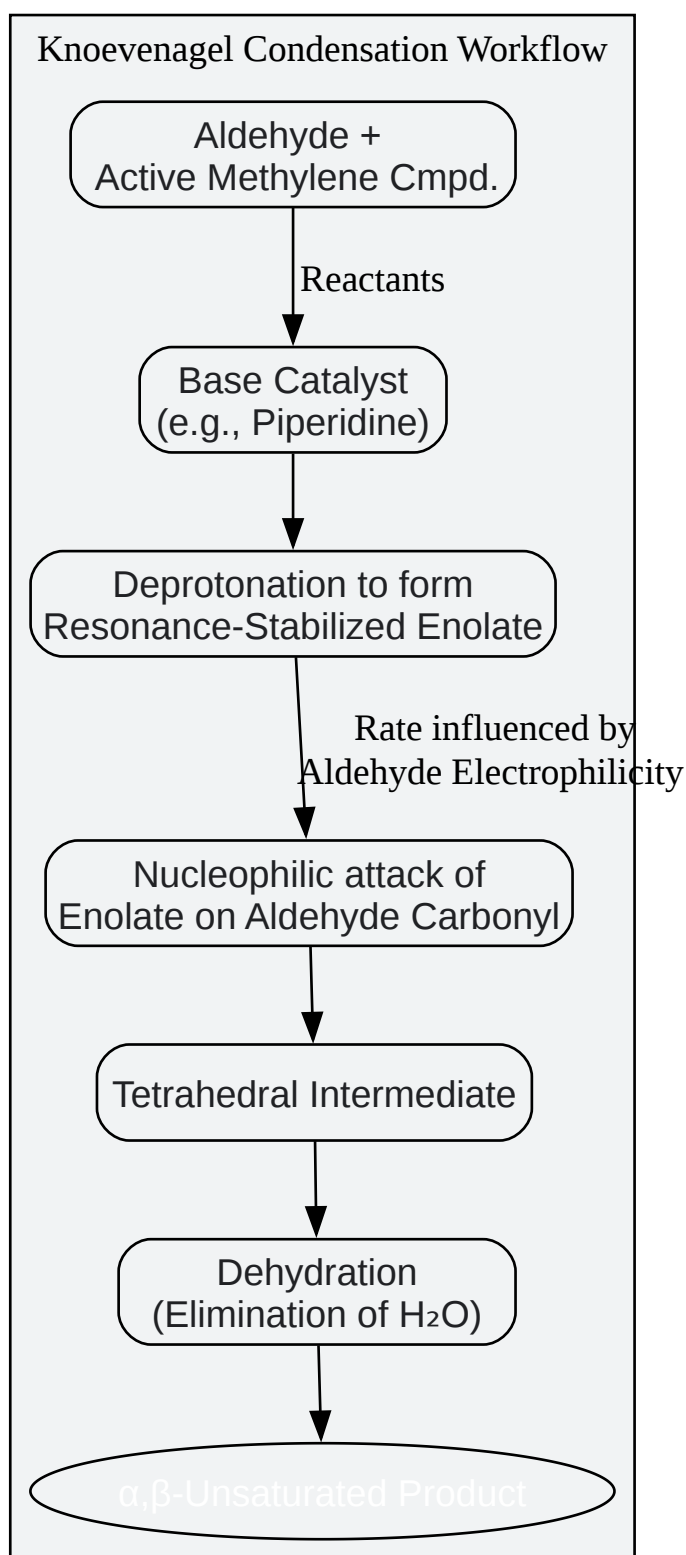 Knoevenagel Condensation Workflow
Aldehyde +
Active Methylene Cmpd.
Reactants
Base Catalyst
(e.g., Piperidine)
Deprotonation to form
Resonance-Stabilized Enolate
Rate influenced by
Aldehyde Electrophilicity
Nucleophilic attack of
Enolate on Aldehyde Carbonyl
Tetrahedral Intermediate
Dehydration
(Elimination of H₂O)
α,β-Unsaturated Product